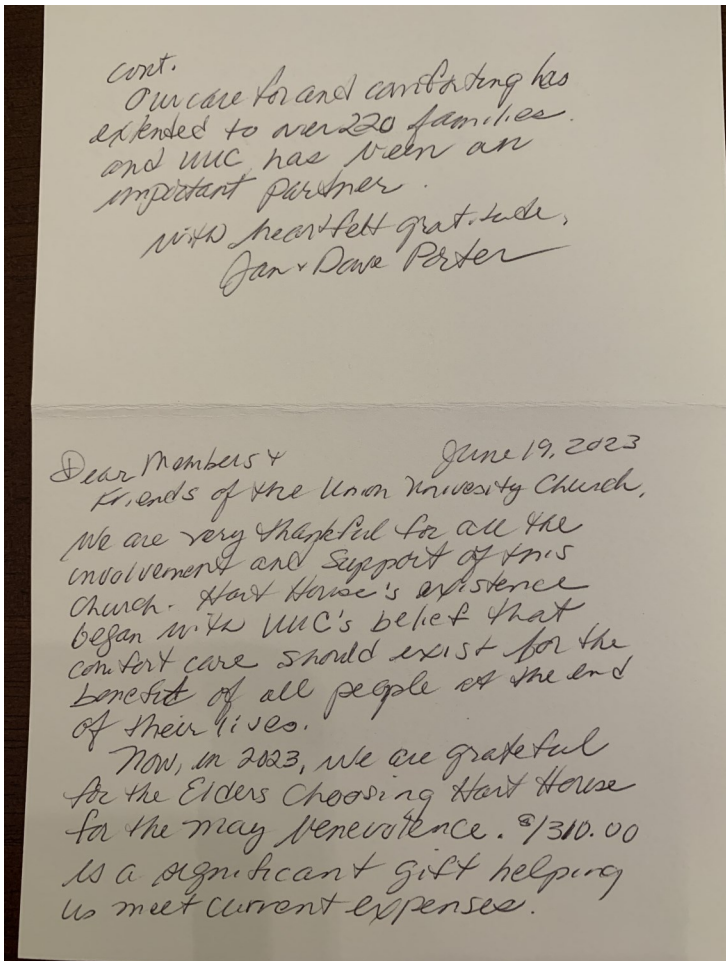 Dear Members + June 19, 2023
Friends of the Union Univesity Church,
We are very thankful for all the
involvement and support of this
church. Hart House's existence
began with UUC's belief that
comfort care should exist for the
benefit of all people at the end
of their lives.
Now, in 2023, we are grateful
for the Elders Choosing Hart House
for the May benevolence. $1310.00
is a significant gift helping
us meet current expenses.
cont.
Our care for and comforting has
extended to over 220 families.
and UUC has been an
important partner.
with heartfelt gratitude,
Jan + Dave Porter